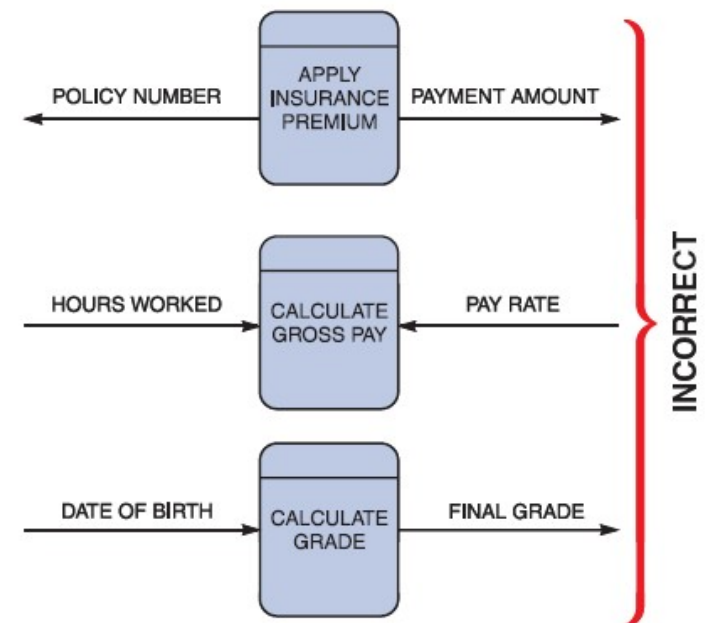 POLICY NUMBER
APPLY
INSURANCE
PREMIUM
PAYMENT AMOUNT
HOURS WORKED
CALCULATE
GROSS PAY
PAY RATE
DATE OF BIRTH
CALCULATE
GRADE
FINAL GRADE
INCORRECT